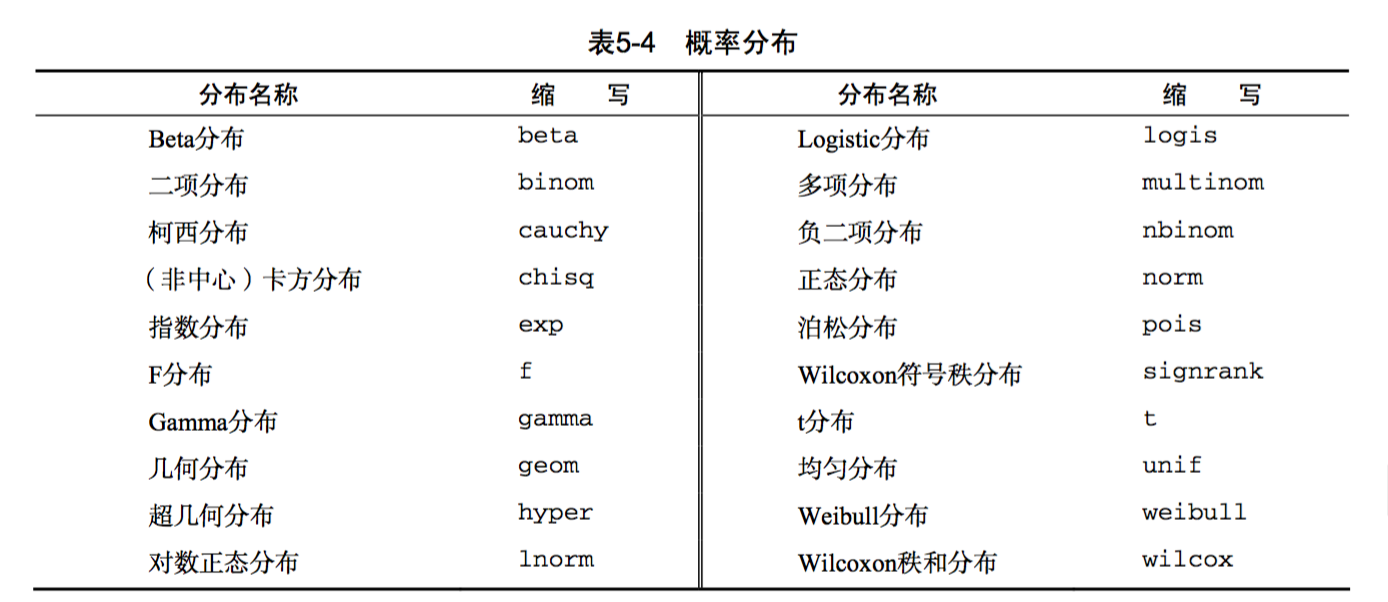 表5-4 概率分布
分布名称 缩 写 分布名称 缩 写
Beta分布 beta Logistic分布 logis
二项分布 binom 多项分布 multinom
柯西分布 cauchy 负二项分布 nbinom
（非中心）卡方分布 chisq 正态分布 norm
指数分布 exp 泊松分布 pois
F分布 f Wilcoxon符号秩分布 signrank
Gamma分布 gamma t分布 t
几何分布 geom 均匀分布 unif
超几何分布 hyper Weibull分布 weibull
对数正态分布 lnorm Wilcoxon秩和分布 wilcox